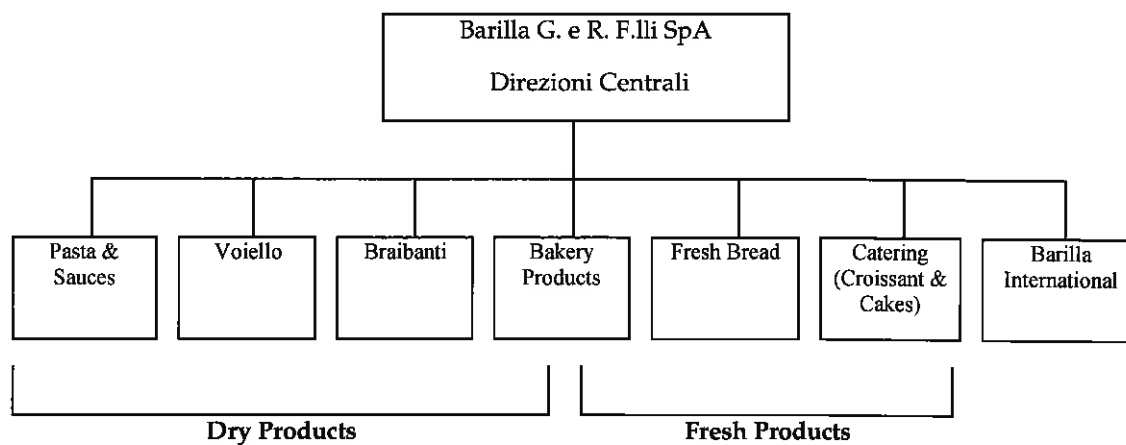 Barilla G. e R. F.lli SpA
Direzioni Centrali
Pasta &
Sauces
Voiello
Braibanti
Bakery
Products
Fresh Bread
Catering
(Croissant &
Cakes)
Barilla
International
Dry Products
Fresh Products